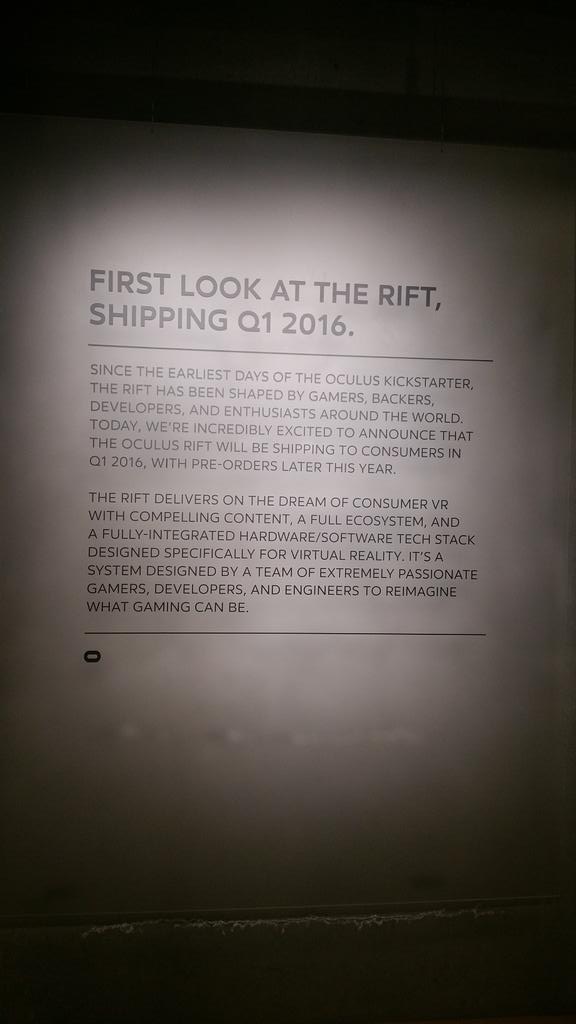 FIRST LOOK AT THE RIFT,
SHIPPING Q1 2016.
SINCE THE EARLIEST DAYS OF THE OCULUS KICKSTARTER,
THE RIFT HAS BEEN SHAPED BY GAMERS, BACKERS,
DEVELOPERS, AND ENTHUSIASTS AROUND THE WORLD.
TODAY, WE'RE INCREDIBLY EXCITED TO ANNOUNCE THAT
THE OCULUS RIFT WILL BE SHIPPING TO CONSUMERS IN
Q1 2016, WITH PRE-ORDERS LATER THIS YEAR.
THE RIFT DELIVERS ON THE DREAM OF CONSUMER VR
WITH COMPELLING CONTENT, A FULL ECOSYSTEM, AND
A FULLY-INTEGRATED HARDWARE/SOFTWARE TECH STACK
DESIGNED SPECIFICALLY FOR VIRTUAL REALITY. IT'S A
SYSTEM DESIGNED BY A TEAM OF EXTREMELY PASSIONATE
GAMERS, DEVELOPERS, AND ENGINEERS TO REIMAGINE
WHAT GAMING CAN BE.